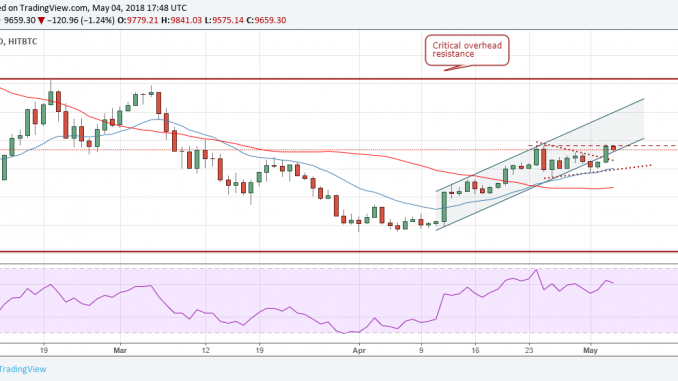 ed on TradingView.com, May 04, 2018 17:48 UTC
9659.30 ▼ −120.96 (−1.24%) O:9779.21 H:9841.03 L:9575.14 C:9659.30
D, HITBTC
Critical overhead
resistance
19 Mar 12 19 Apr 9 16 23 May
TradingView